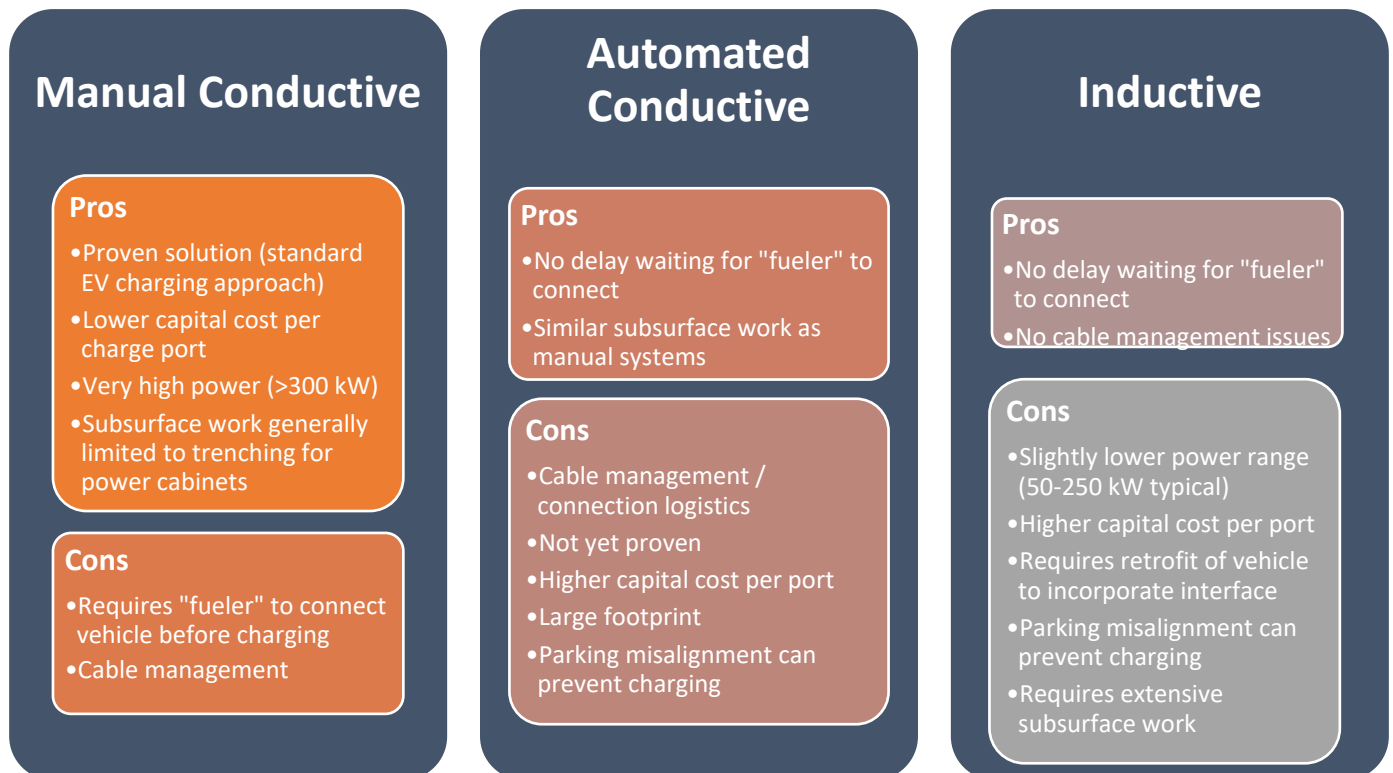 Manual Conductive
Pros
•Proven solution (standard
EV charging approach)
•Lower capital cost per
charge port
•Very high power (>300 kW)
•Subsurface work generally
limited to trenching for
power cabinets
Cons
•Requires "fueler" to connect
vehicle before charging
•Cable management
Automated
Conductive
Pros
•No delay waiting for "fueler" to
connect
•Similar subsurface work as
manual systems
Cons
•Cable management /
connection logistics
•Not yet proven
•Higher capital cost per port
•Large footprint
•Parking misalignment can
prevent charging
Inductive
Pros
•No delay waiting for "fueler"
to connect
•No cable management issues
Cons
•Slightly lower power range
(50-250 kW typical)
•Higher capital cost per port
•Requires retrofit of vehicle
to incorporate interface
•Parking misalignment can
prevent charging
•Requires extensive
subsurface work